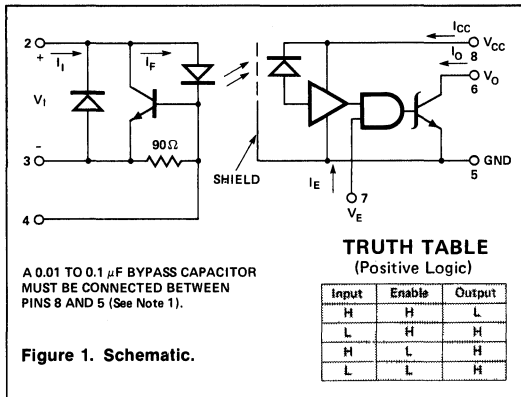 2
+
I_I
I_F
V_I
-
3
90Ω
4
SHIELD
I_CC
V_CC
8
I_O
V_O
6
GND
5
I_E
7
V_E
A 0.01 TO 0.1 μF BYPASS CAPACITOR
MUST BE CONNECTED BETWEEN
PINS 8 AND 5 (See Note 1).
Figure 1. Schematic.
TRUTH TABLE
(Positive Logic)
Input Enable Output
H H L
L H H
H L H
L L H